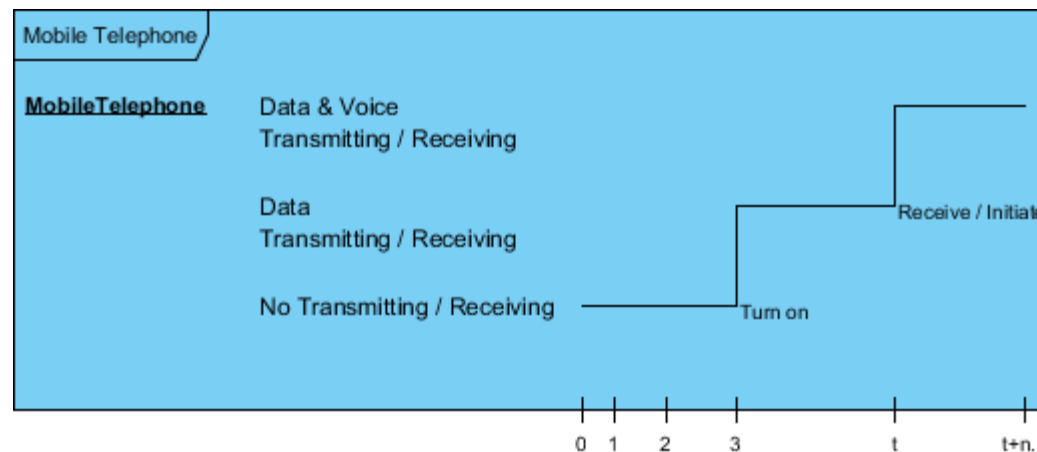 Mobile Telephone
MobileTelephone
Data & Voice
Transmitting / Receiving
Data
Transmitting / Receiving
Receive / Initiate
No Transmitting / Receiving
Turn on
0 1 2 3 t t+n.